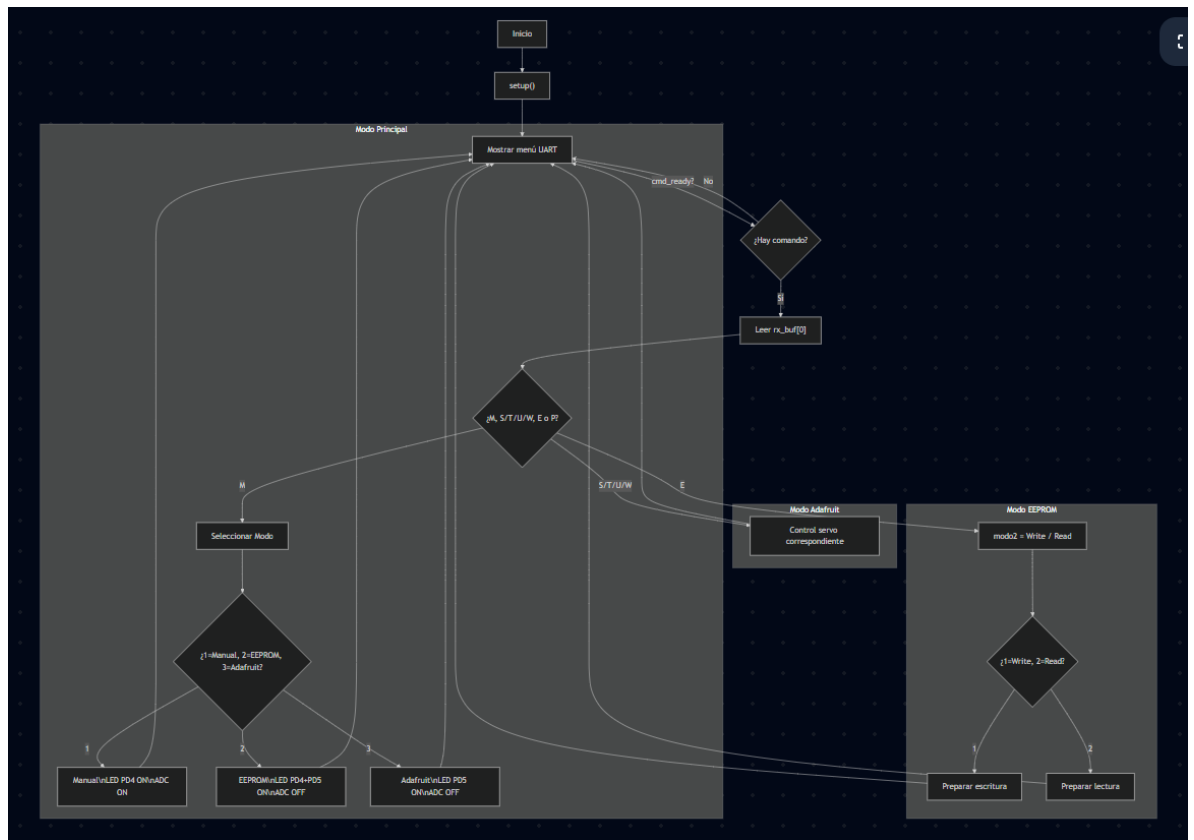 Inicio
setup()
Modo Principal
Mostrar menú UART
cmd_ready?
No
¿Hay comando?
Sí
Leer rx_buf[0]
¿M, S/T/U/W, E o P?
M
S/T/U/W
E
Modo Adafruit
Modo EEPROM
Seleccionar Modo
Control servo
correspondiente
modo2 = Write / Read
¿1=Manual, 2=EEPROM,
3=Adafruit?
¿1=Write, 2=Read?
1
2
3
1
2
Manual\nLED PD4 ON\nADC
ON
EEPROM\nLED PD4+PD5
ON\nADC OFF
Adafruit\nLED PD5
ON\nADC OFF
Preparar escritura
Preparar lectura